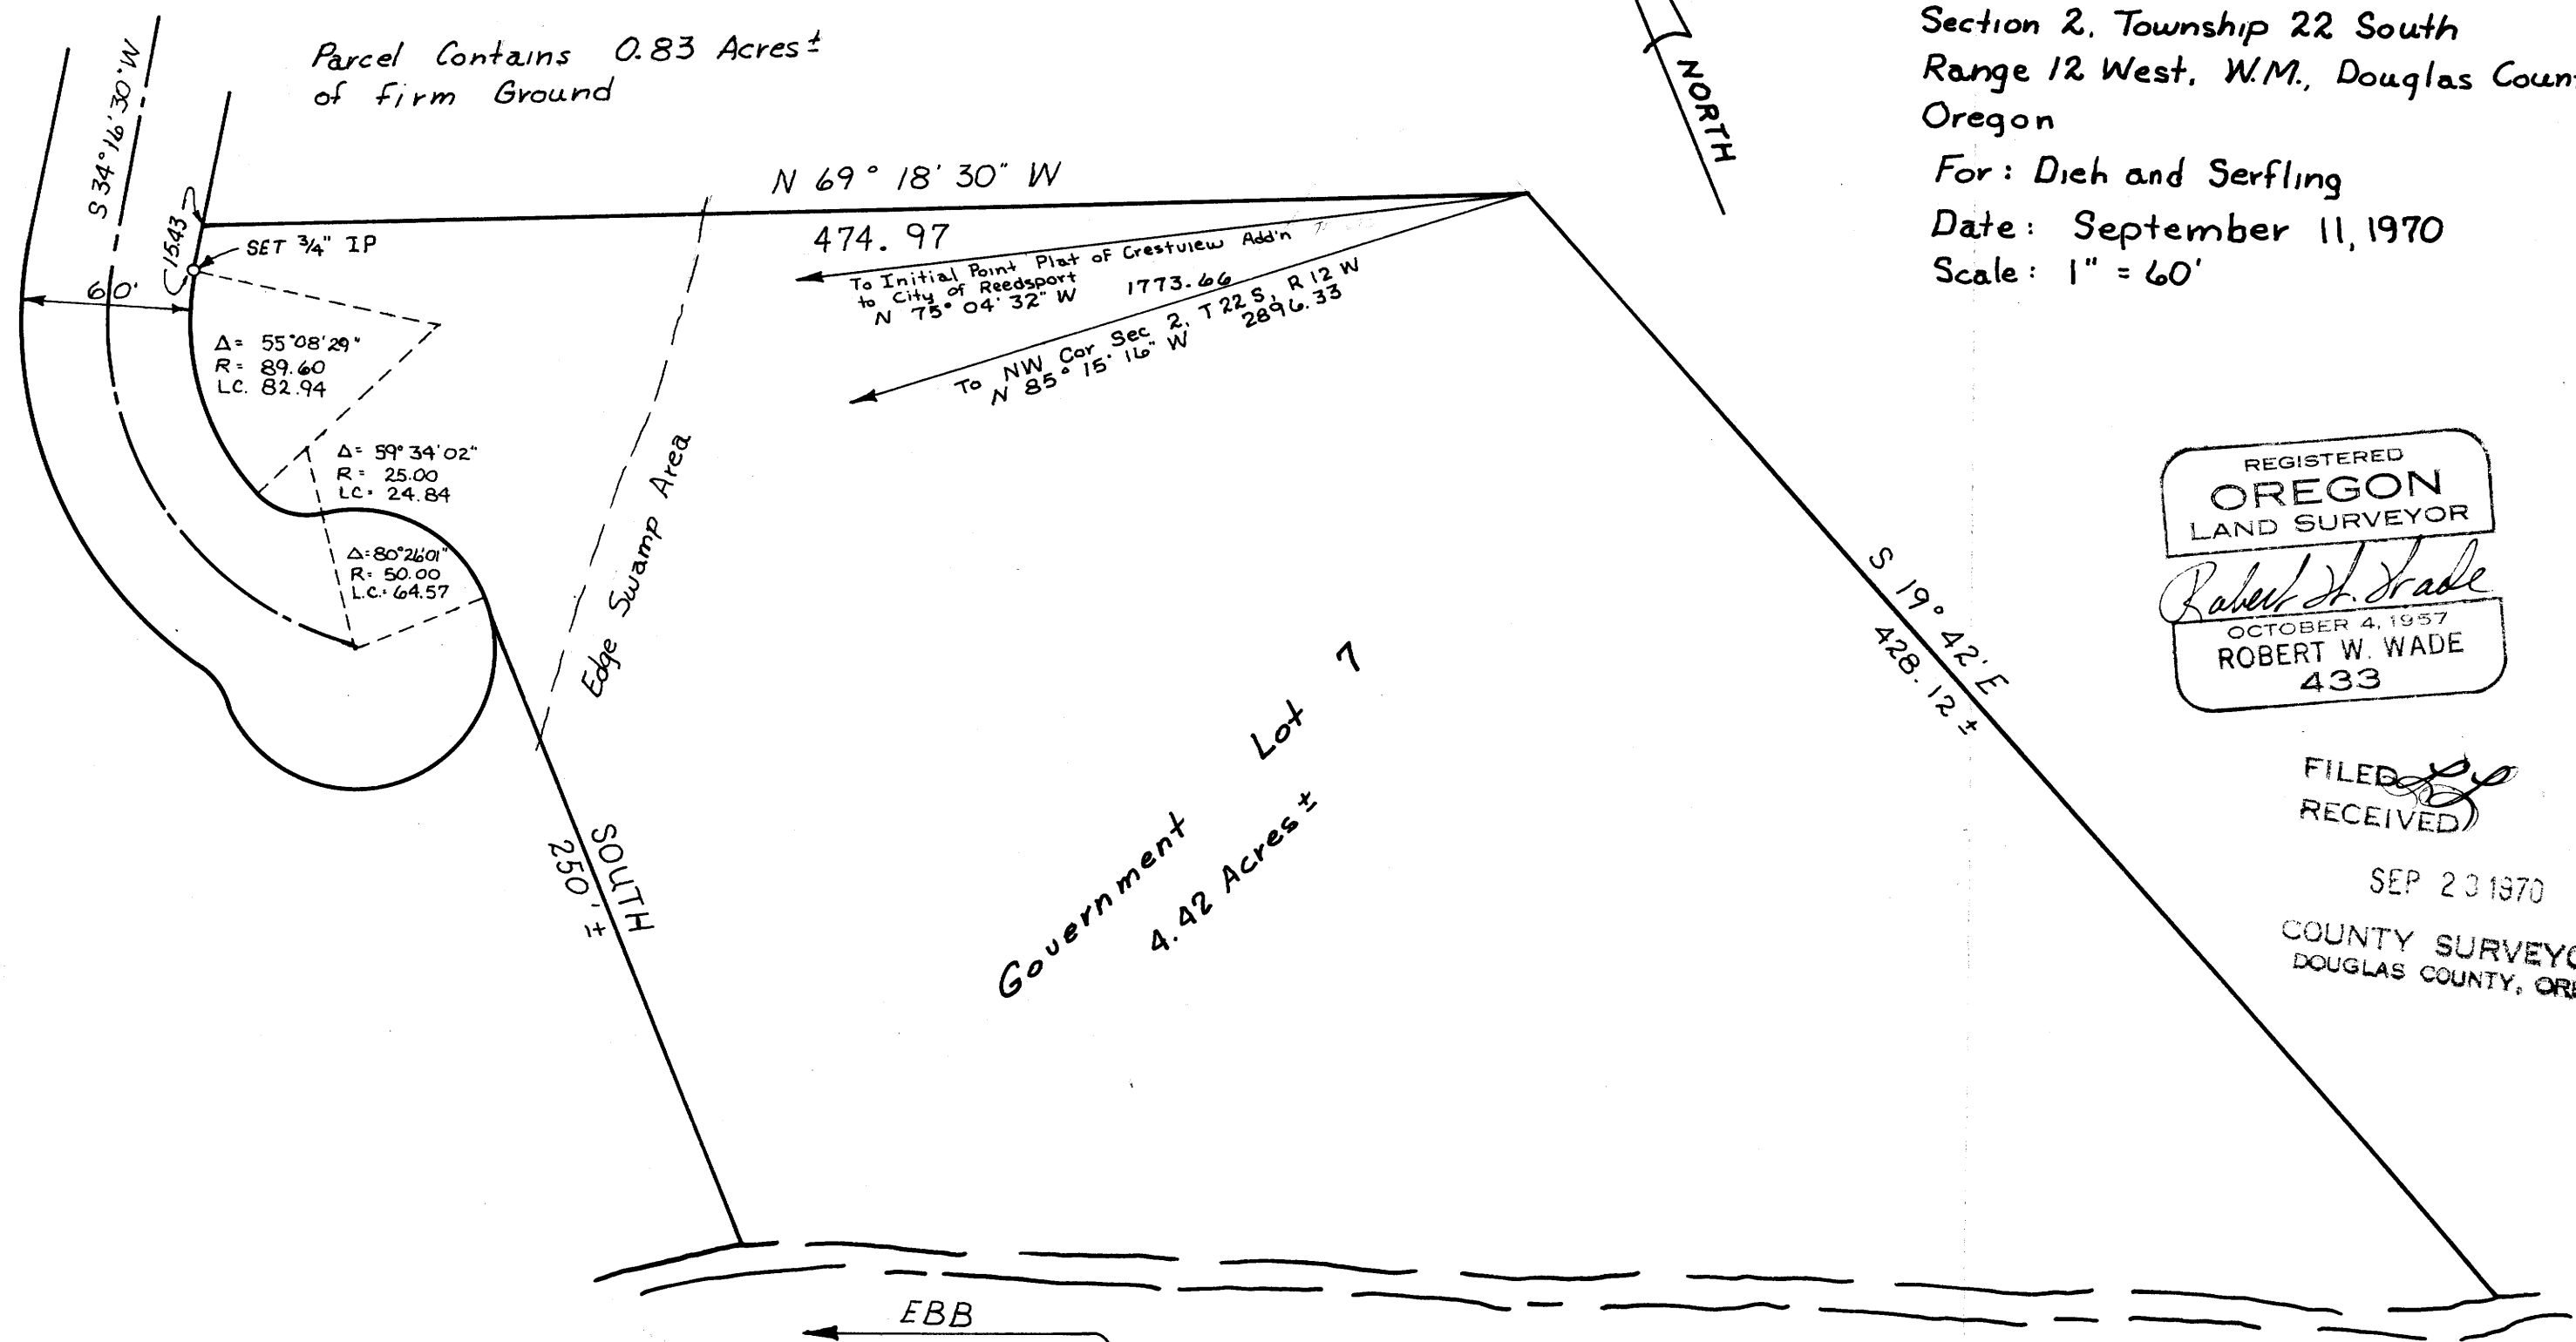 Parcel Contains 0.83 Acres±
of firm Ground
Section 2, Township 22 South
Range 12 West, W.M., Douglas Coun
Oregon
For: Dieh and Serfling
Date: September 11, 1970
Scale: 1" = 60'
NORTH
S 34° 16' 30" W
15.43
SET 3/4" IP
60'
N 69° 18' 30" W
474.97
To Initial Point Plat of Crestview Add'n
to City of Reedsport
N 75° 04' 32" W 1773.66
To NW Cor Sec 2, T 22 S, R 12 W
N 85° 15' 16" W 2896.33
Δ= 55°08'29"
R= 89.60
LC. 82.94
Δ= 59°34'02"
R= 25.00
LC= 24.84
Δ=80°26'01"
R= 50.00
L.C.= 64.57
Edge Swamp Area
S 19° 42' E
428.12 ±
SOUTH
250' ±
Government Lot 7
4.42 Acres±
REGISTERED
OREGON
LAND SURVEYOR
Robert W. Wade
OCTOBER 4, 1957
ROBERT W. WADE
433
FILED
RECEIVED
SEP 23 1970
COUNTY SURVEYO
DOUGLAS COUNTY, ORE
EBB